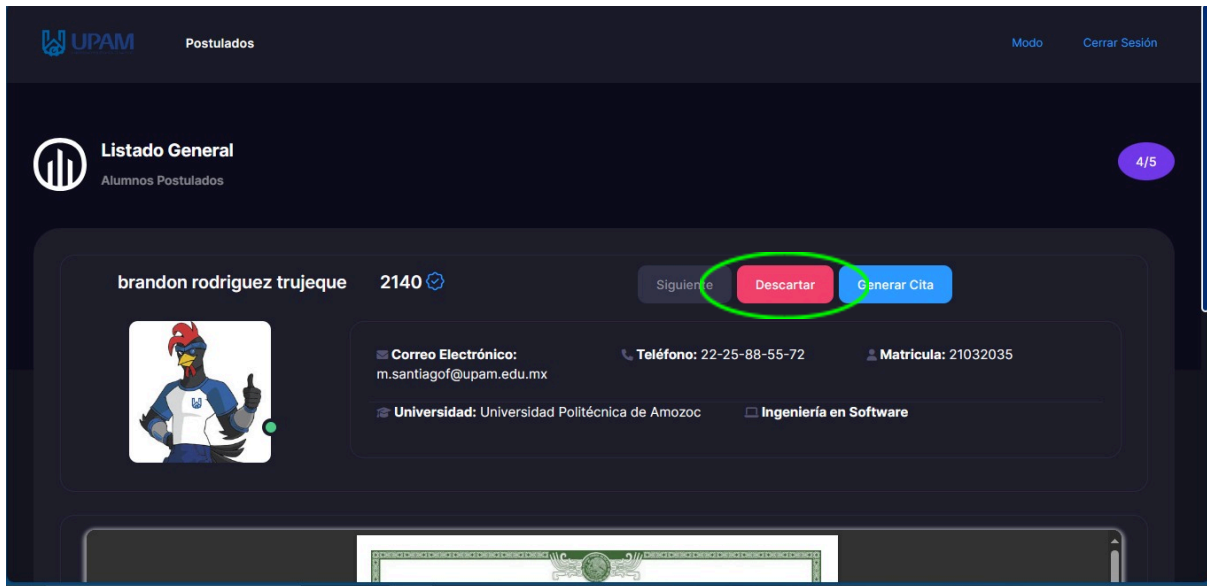 UPAM Postulados Modo Cerrar Sesión
Listado General
4/5
Alumnos Postulados
brandon rodriguez trujeque 2140 Siguiente Descartar Generar Cita
Correo Electrónico: Teléfono: 22-25-88-55-72 Matricula: 21032035
m.santiagof@upam.edu.mx
Universidad: Universidad Politécnica de Amozoc Ingeniería en Software